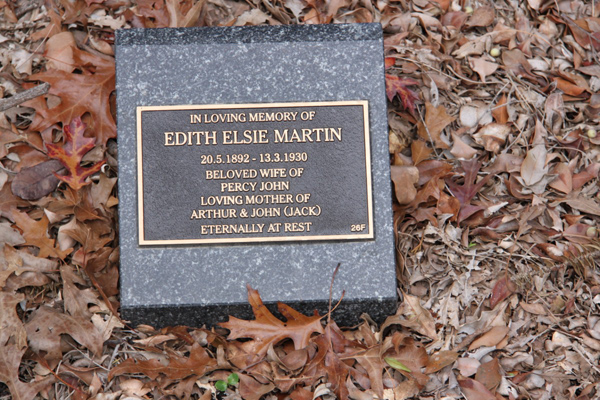 IN LOVING MEMORY OF
EDITH ELSIE MARTIN
20.5.1892 - 13.3.1930
BELOVED WIFE OF
PERCY JOHN
LOVING MOTHER OF
ARTHUR & JOHN (JACK)
ETERNALLY AT REST 26F